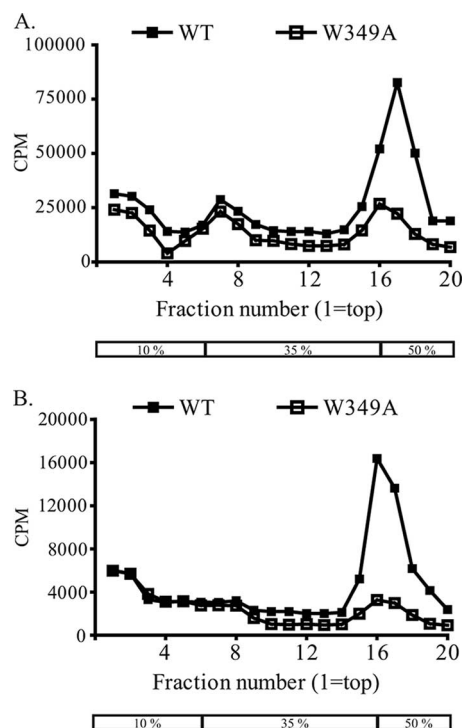 A.
WT W349A
100000
75000
50000
25000
0
CPM
4 8 12 16 20
Fraction number (1=top)
10 % 35 % 50 %
B.
WT W349A
20000
16000
12000
8000
4000
0
CPM
4 8 12 16 20
Fraction number (1=top)
10 % 35 % 50 %